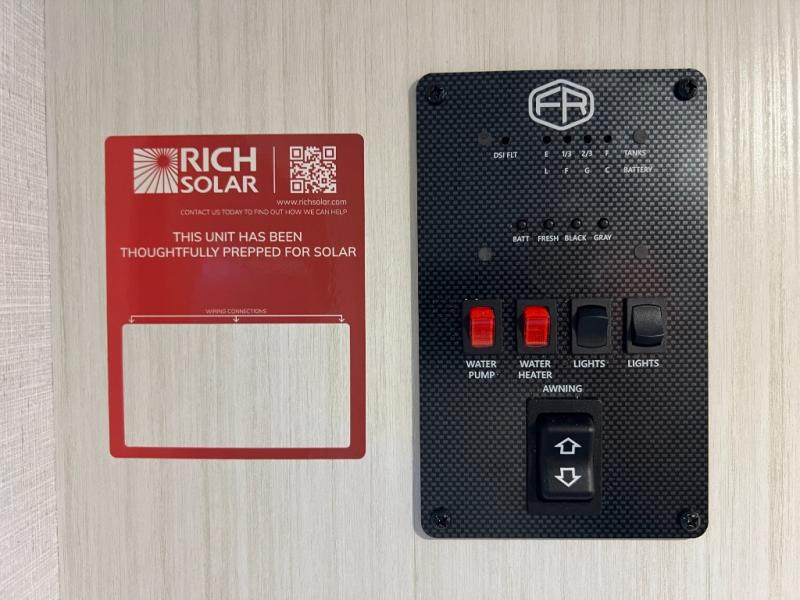 RICH
SOLAR
www.richsolar.com
CONTACT US TODAY TO FIND OUT HOW WE CAN HELP
THIS UNIT HAS BEEN
THOUGHTFULLY PREPPED FOR SOLAR
WIRING CONNECTIONS
FR
DSI FLT E 1/3 2/3 F TANKS
L F G C BATTERY
BATT FRESH BLACK GRAY
WATER PUMP
WATER HEATER
LIGHTS
LIGHTS
AWNING